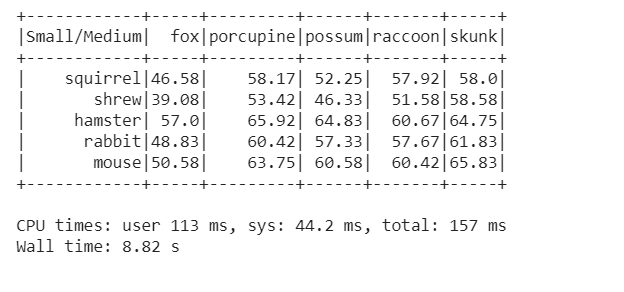 +------------+-----+---------+------+-------+-----+
|Small/Medium|  fox|porcupine|possum|raccoon|skunk|
+------------+-----+---------+------+-------+-----+
|    squirrel|46.58|    58.17| 52.25|  57.92| 58.0|
|       shrew|39.08|    53.42| 46.33|  51.58|58.58|
|     hamster| 57.0|    65.92| 64.83|  60.67|64.75|
|      rabbit|48.83|    60.42| 57.33|  57.67|61.83|
|       mouse|50.58|    63.75| 60.58|  60.42|65.83|
+------------+-----+---------+------+-------+-----+
CPU times: user 113 ms, sys: 44.2 ms, total: 157 ms
Wall time: 8.82 s